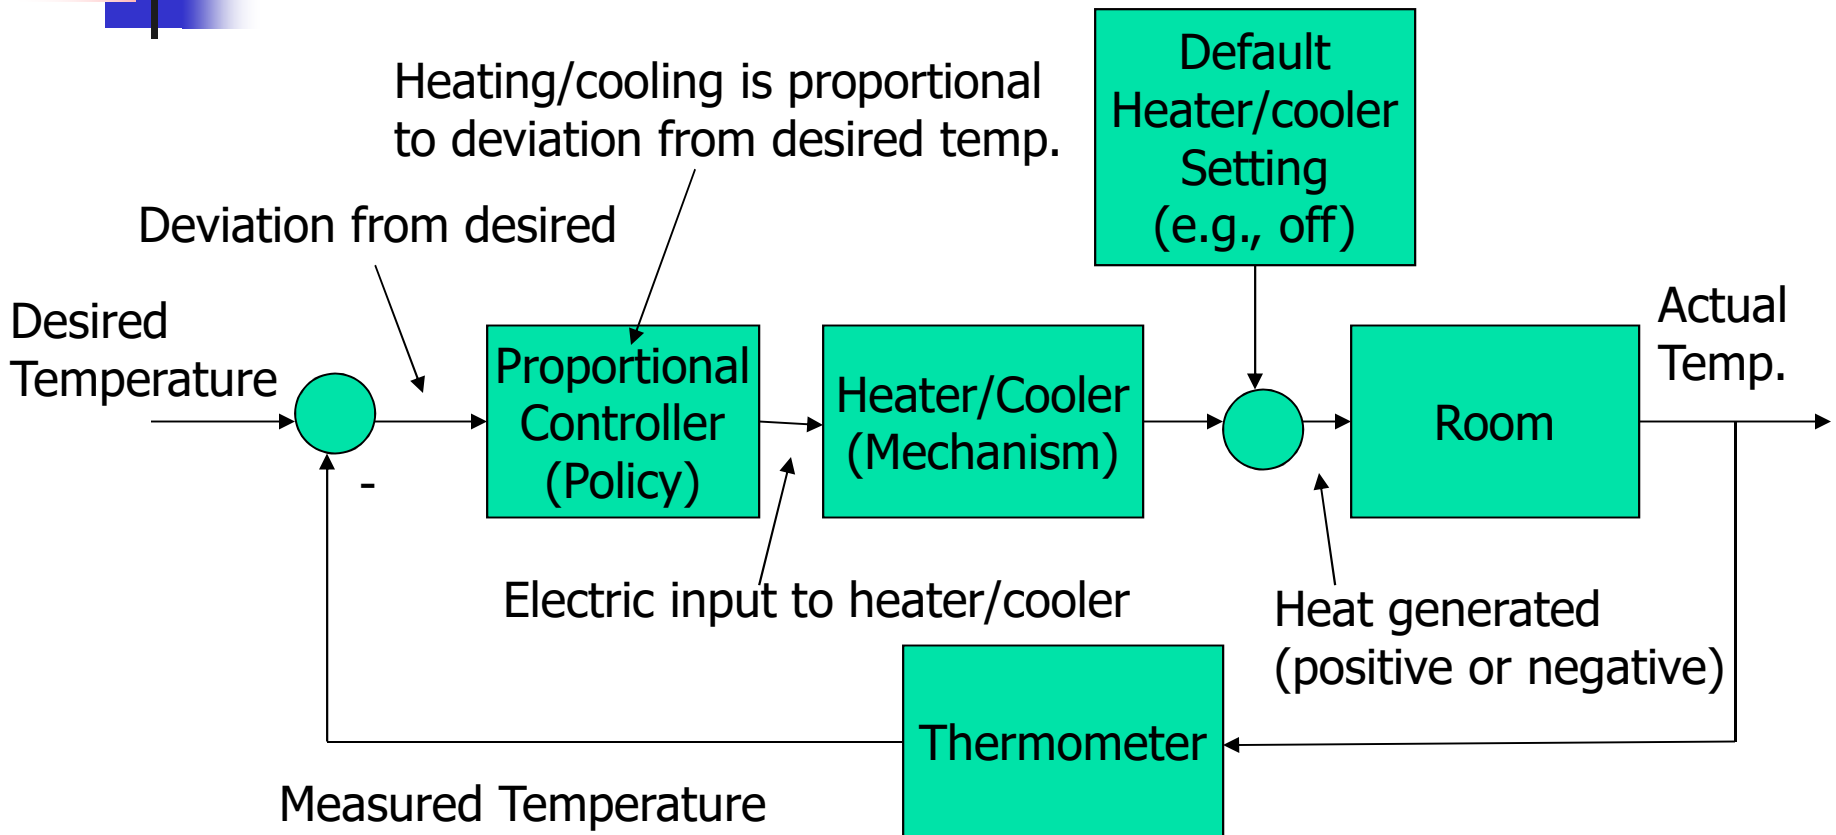 Default
Heater/cooler
Setting
(e.g., off)
Heating/cooling is proportional
to deviation from desired temp.
Deviation from desired
Desired
Temperature
-
Proportional
Controller
(Policy)
Heater/Cooler
(Mechanism)
Room
Actual
Temp.
Electric input to heater/cooler
Heat generated
(positive or negative)
Thermometer
Measured Temperature